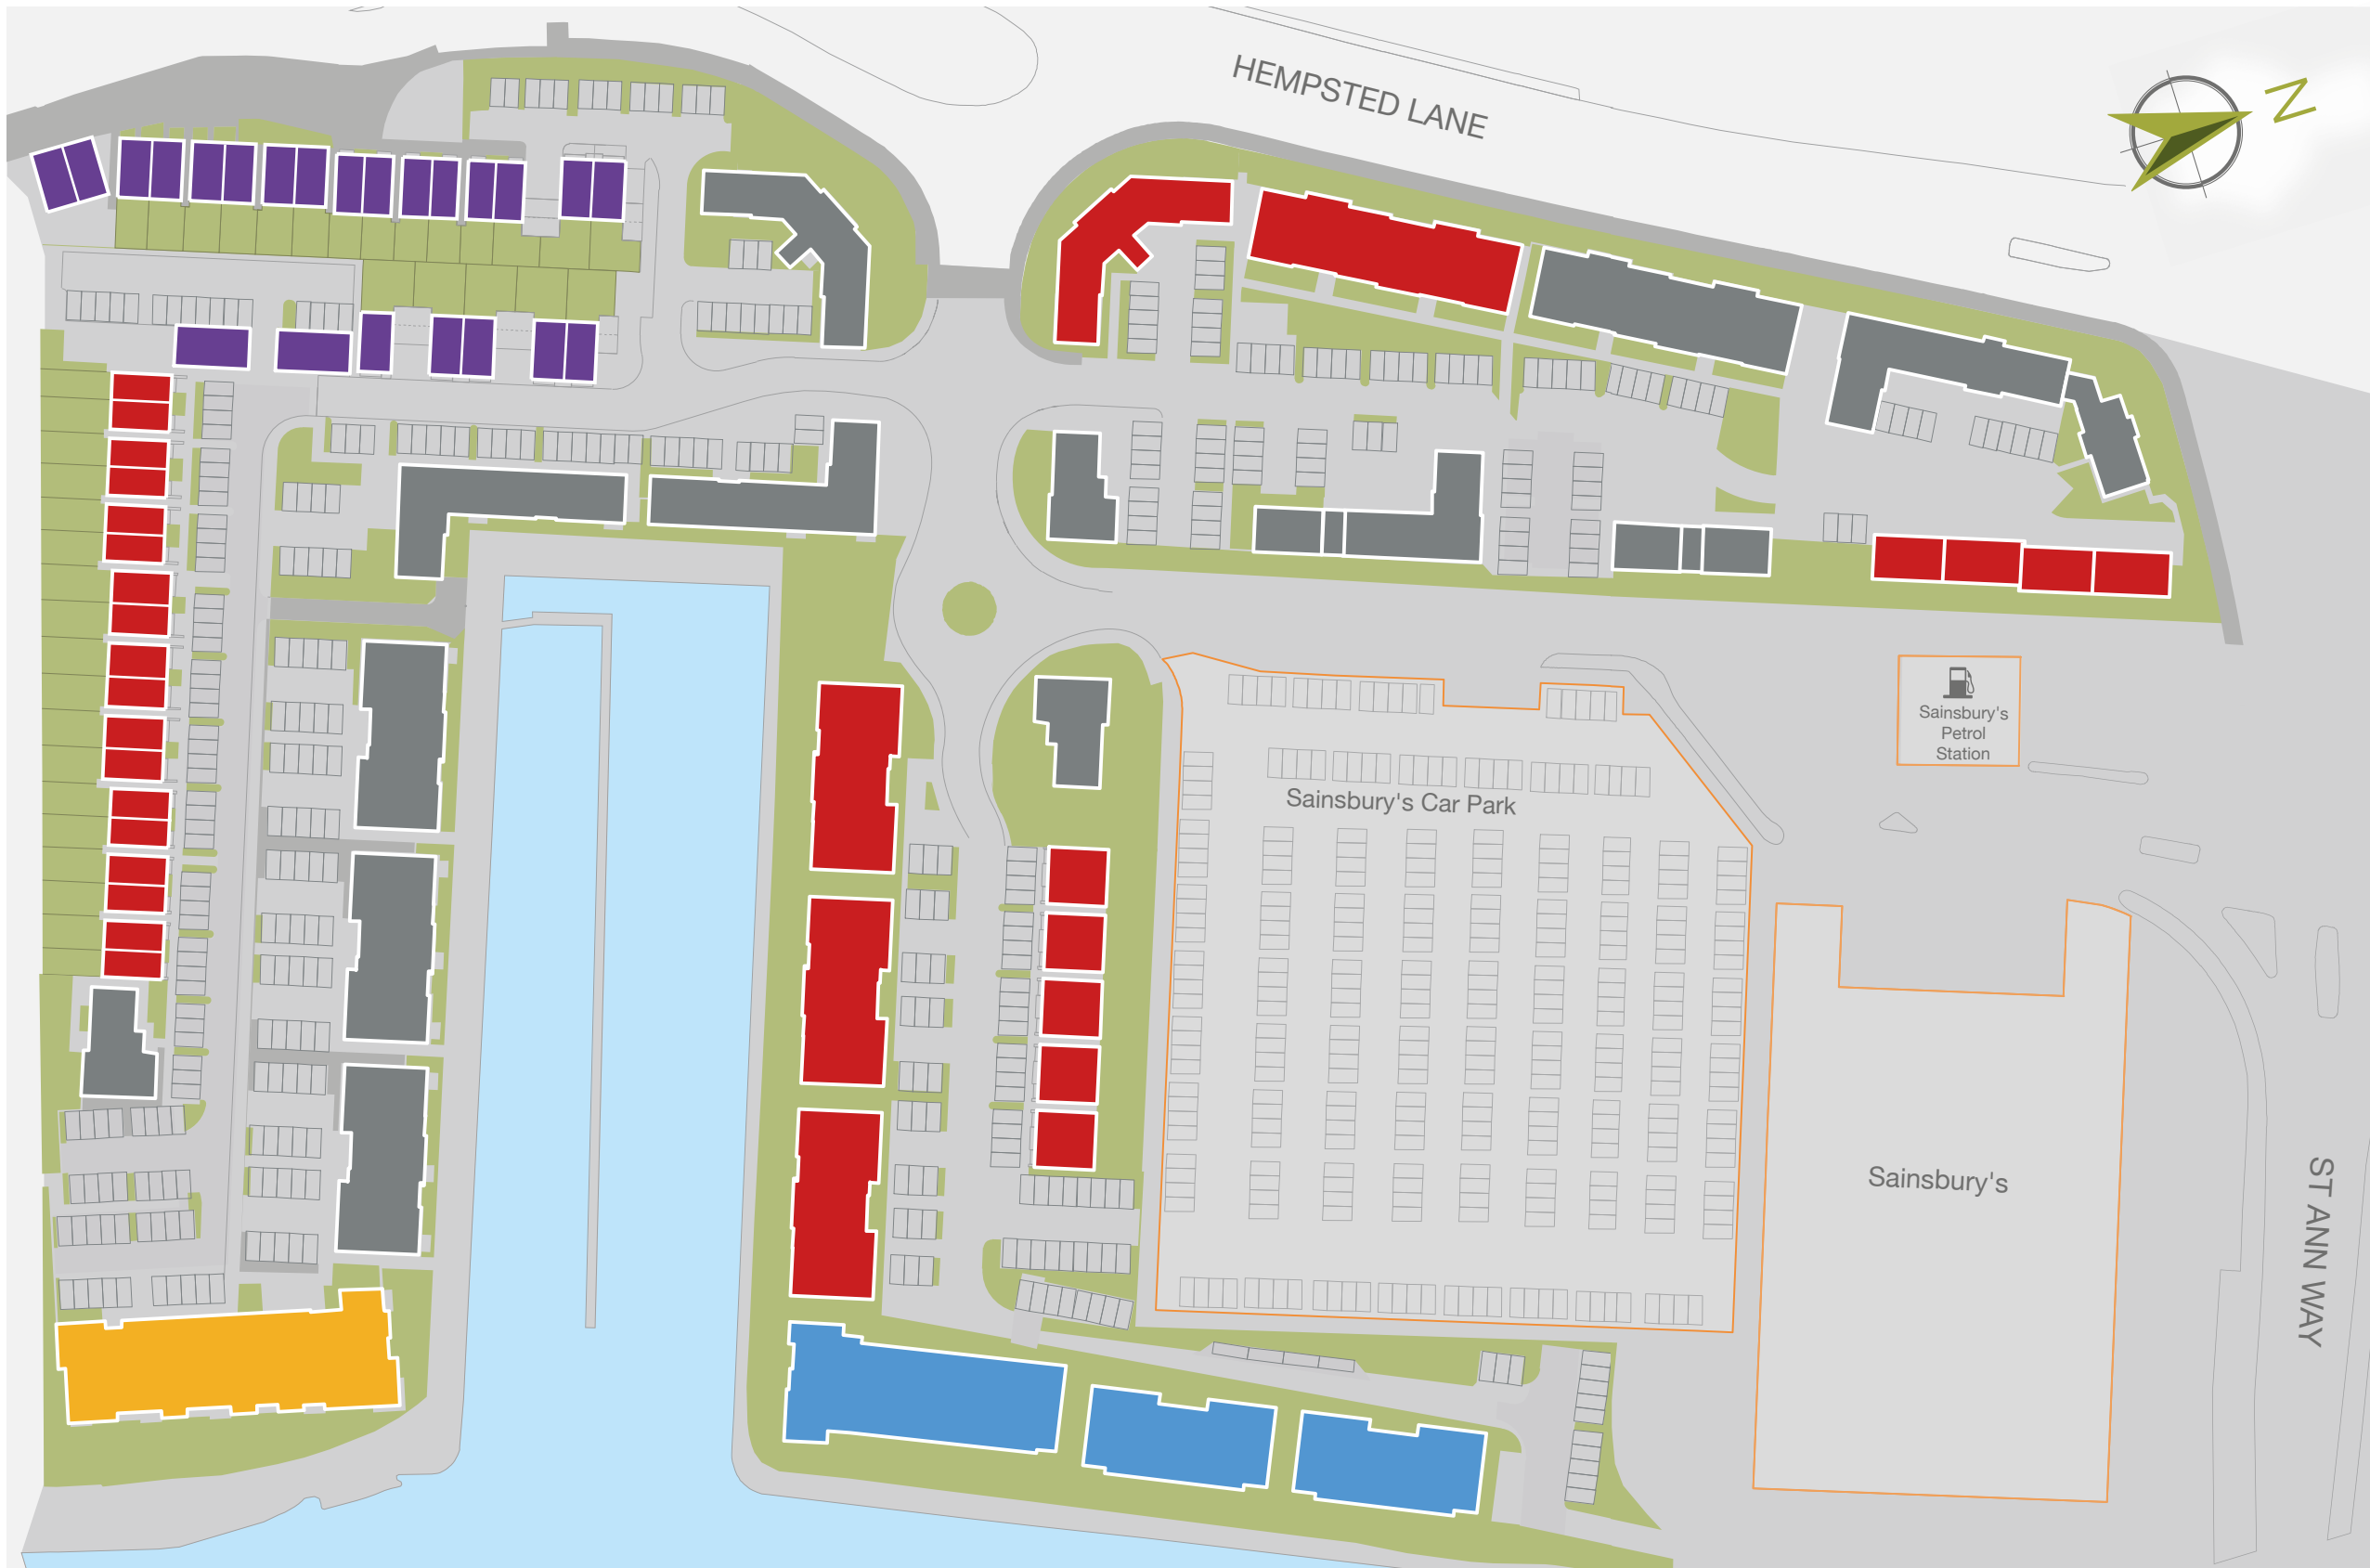 HEMPSTED LANE
N
Sainsbury's
Petrol
Station
Sainsbury's Car Park
Sainsbury's
ST ANN WAY